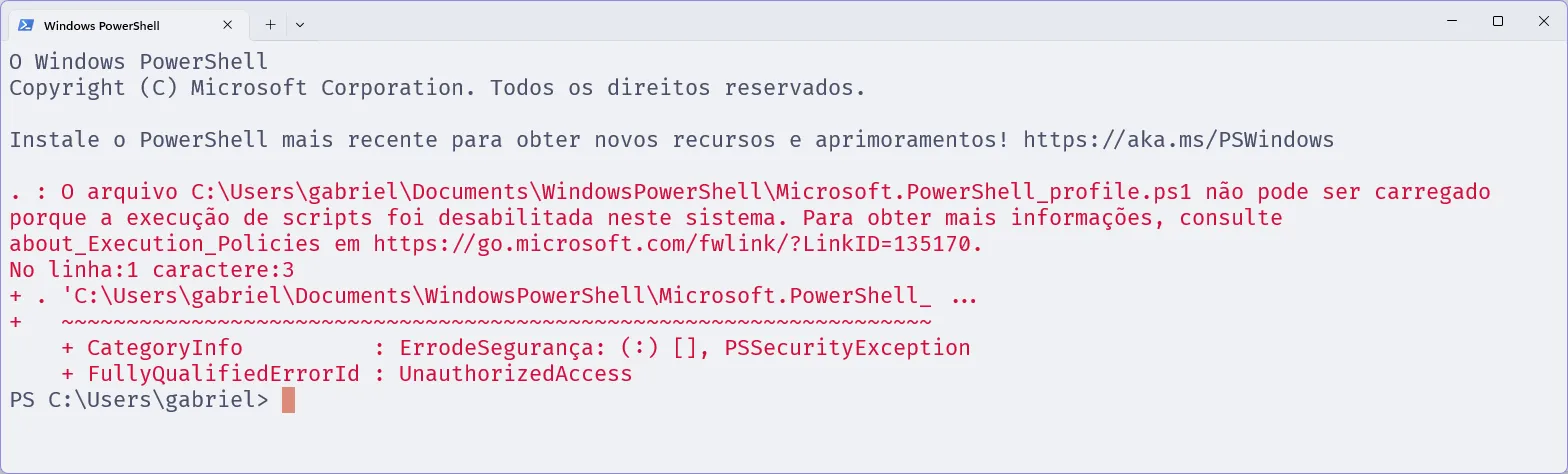 Windows PowerShell
O Windows PowerShell
Copyright (C) Microsoft Corporation. Todos os direitos reservados.
Instale o PowerShell mais recente para obter novos recursos e aprimoramentos! https://aka.ms/PSWindows
. : O arquivo C:\Users\gabriel\Documents\WindowsPowerShell\Microsoft.PowerShell_profile.ps1 não pode ser carregado
porque a execução de scripts foi desabilitada neste sistema. Para obter mais informações, consulte
about_Execution_Policies em https://go.microsoft.com/fwlink/?LinkID=135170.
No linha:1 caractere:3
+ . 'C:\Users\gabriel\Documents\WindowsPowerShell\Microsoft.PowerShell_ ...
+   ~~~~~~~~~~~~~~~~~~~~~~~~~~~~~~~~~~~~~~~~~~~~~~~~~~~~~~~~~~~~~~~~~~~
    + CategoryInfo          : ErrodeSegurança: (:) [], PSSecurityException
    + FullyQualifiedErrorId : UnauthorizedAccess
PS C:\Users\gabriel>